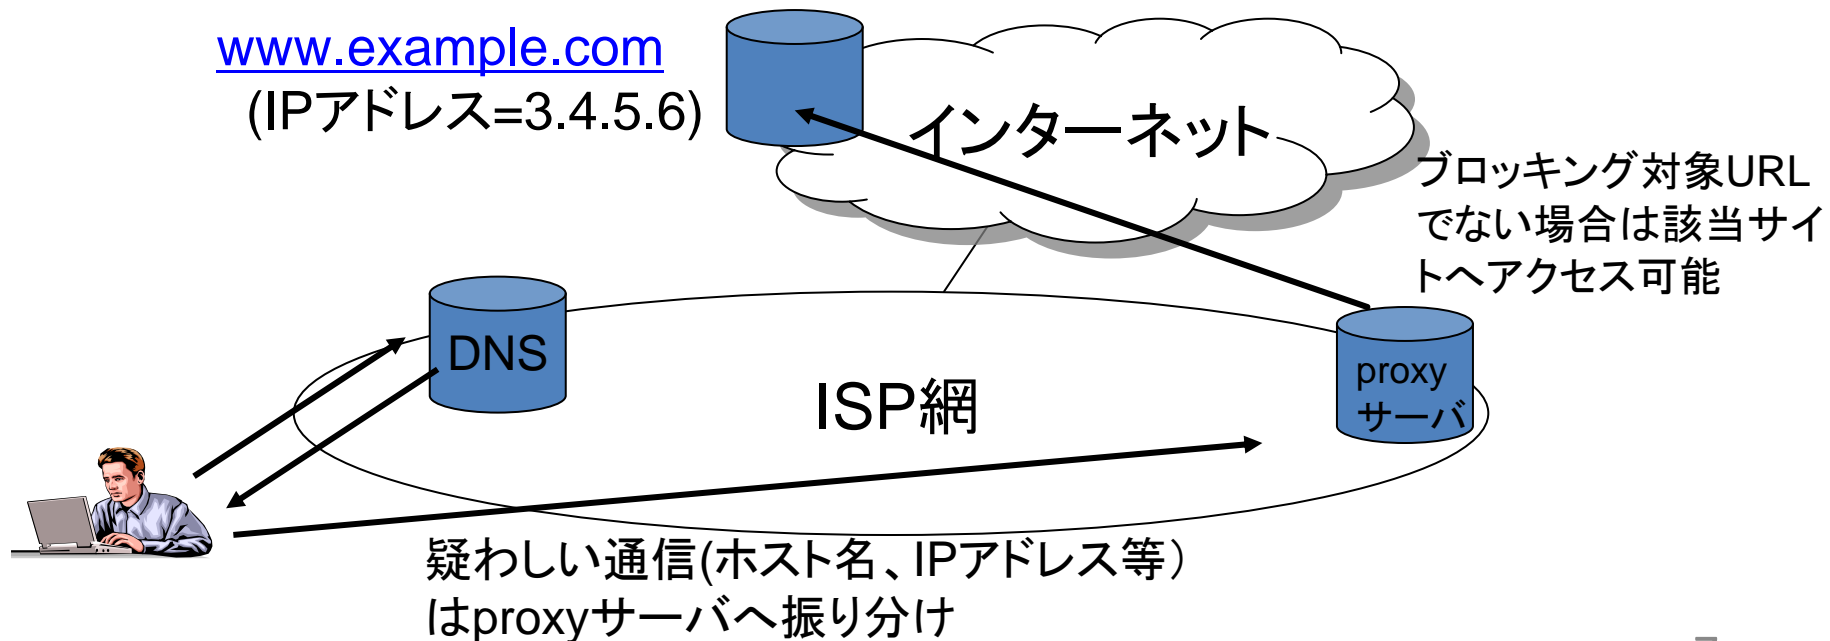 www.example.com
(IPアドレス=3.4.5.6)
インターネット
ブロッキング対象URL
でない場合は該当サイ
トへアクセス可能
DNS
ISP網
proxy
サーバ
疑わしい通信(ホスト名、IPアドレス等)
はproxyサーバへ振り分け